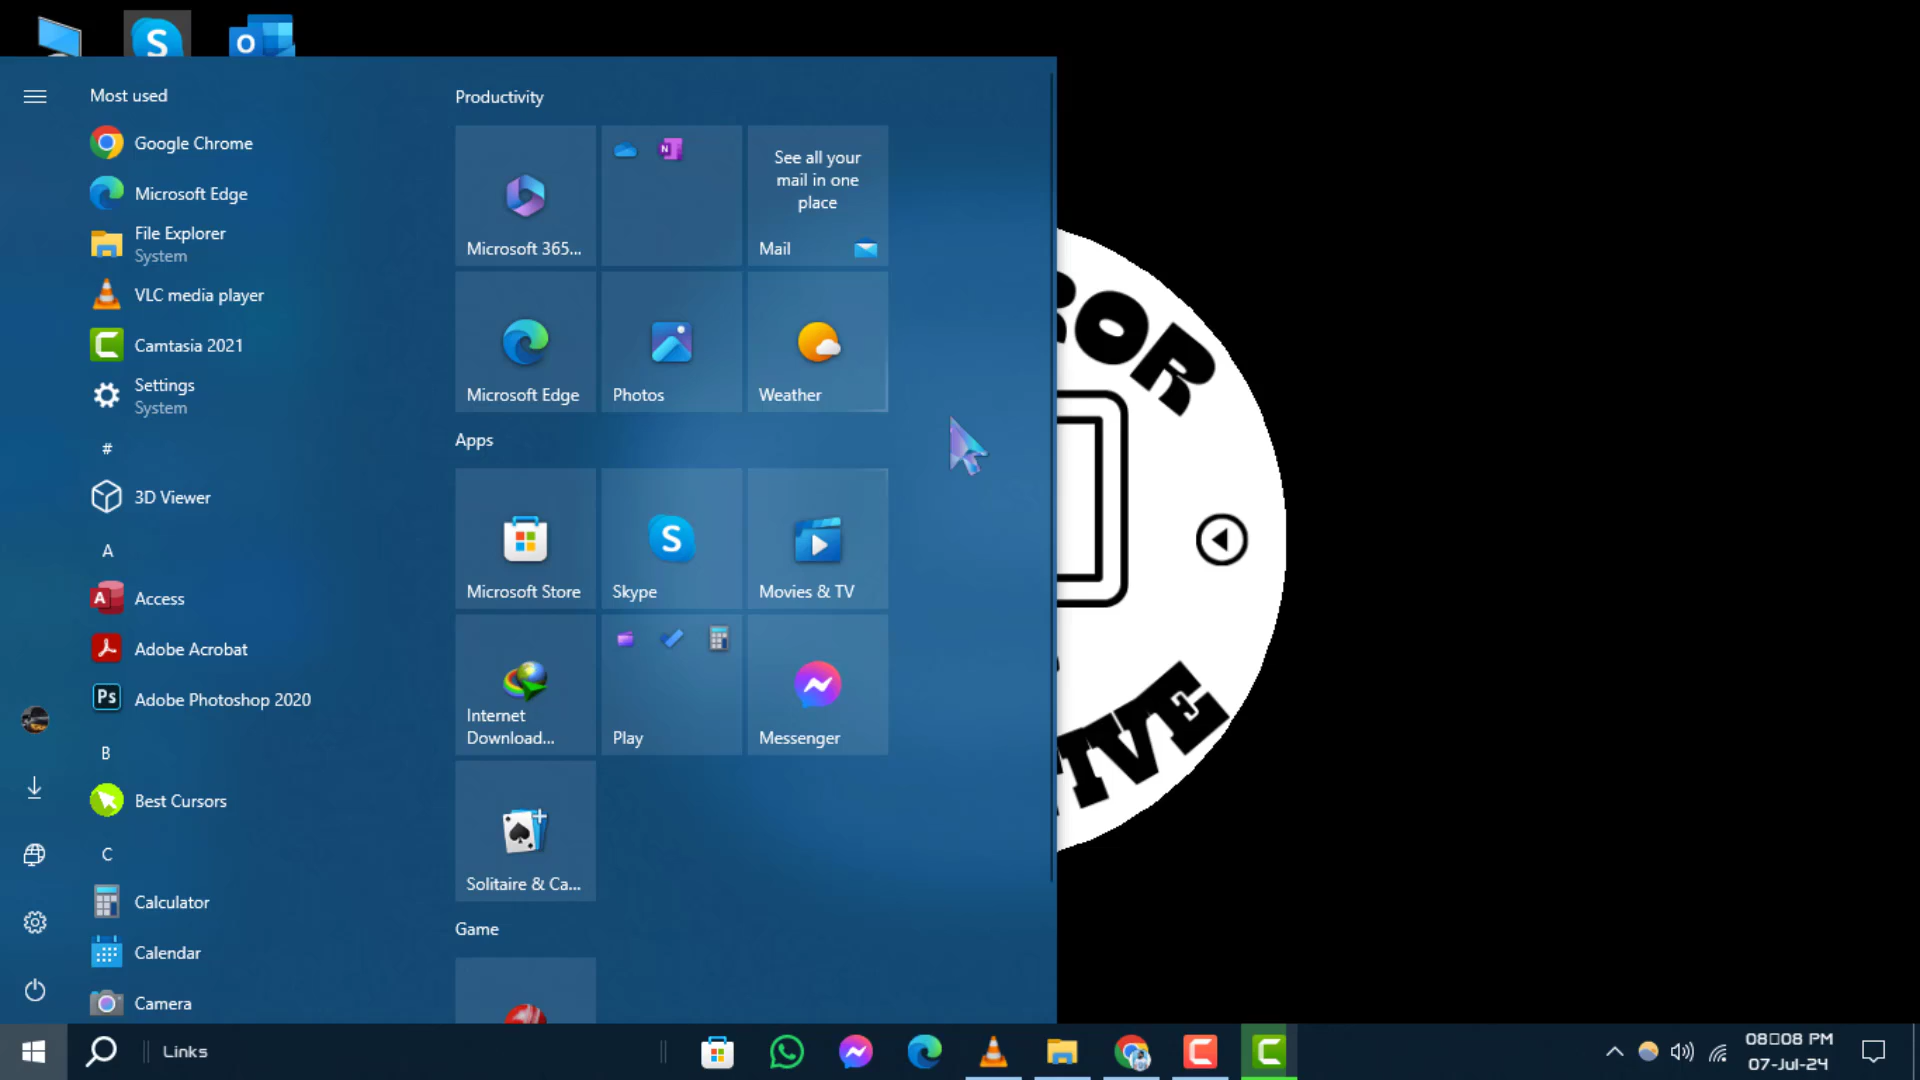 Most used
Google Chrome
Microsoft Edge
File Explorer
System
VLC media player
Camtasia 2021
Settings
System
#
3D Viewer
A
Access
Adobe Acrobat
Adobe Photoshop 2020
B
Best Cursors
C
Calculator
Calendar
Camera
Productivity
Microsoft 365...
See all your
mail in one
place
Mail
Microsoft Edge
Photos
Weather
Apps
Microsoft Store
Skype
Movies & TV
Internet
Download...
Play
Messenger
Solitaire & Ca...
Game
Links
08□08 PM
07-Jul-24